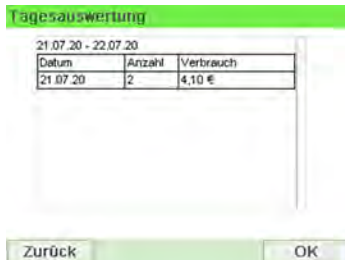 Tagesauswertung
21.07.20 - 22.07.20
Datum Anzahl Verbrauch
21.07.20 2 4,10 €
Zurück OK